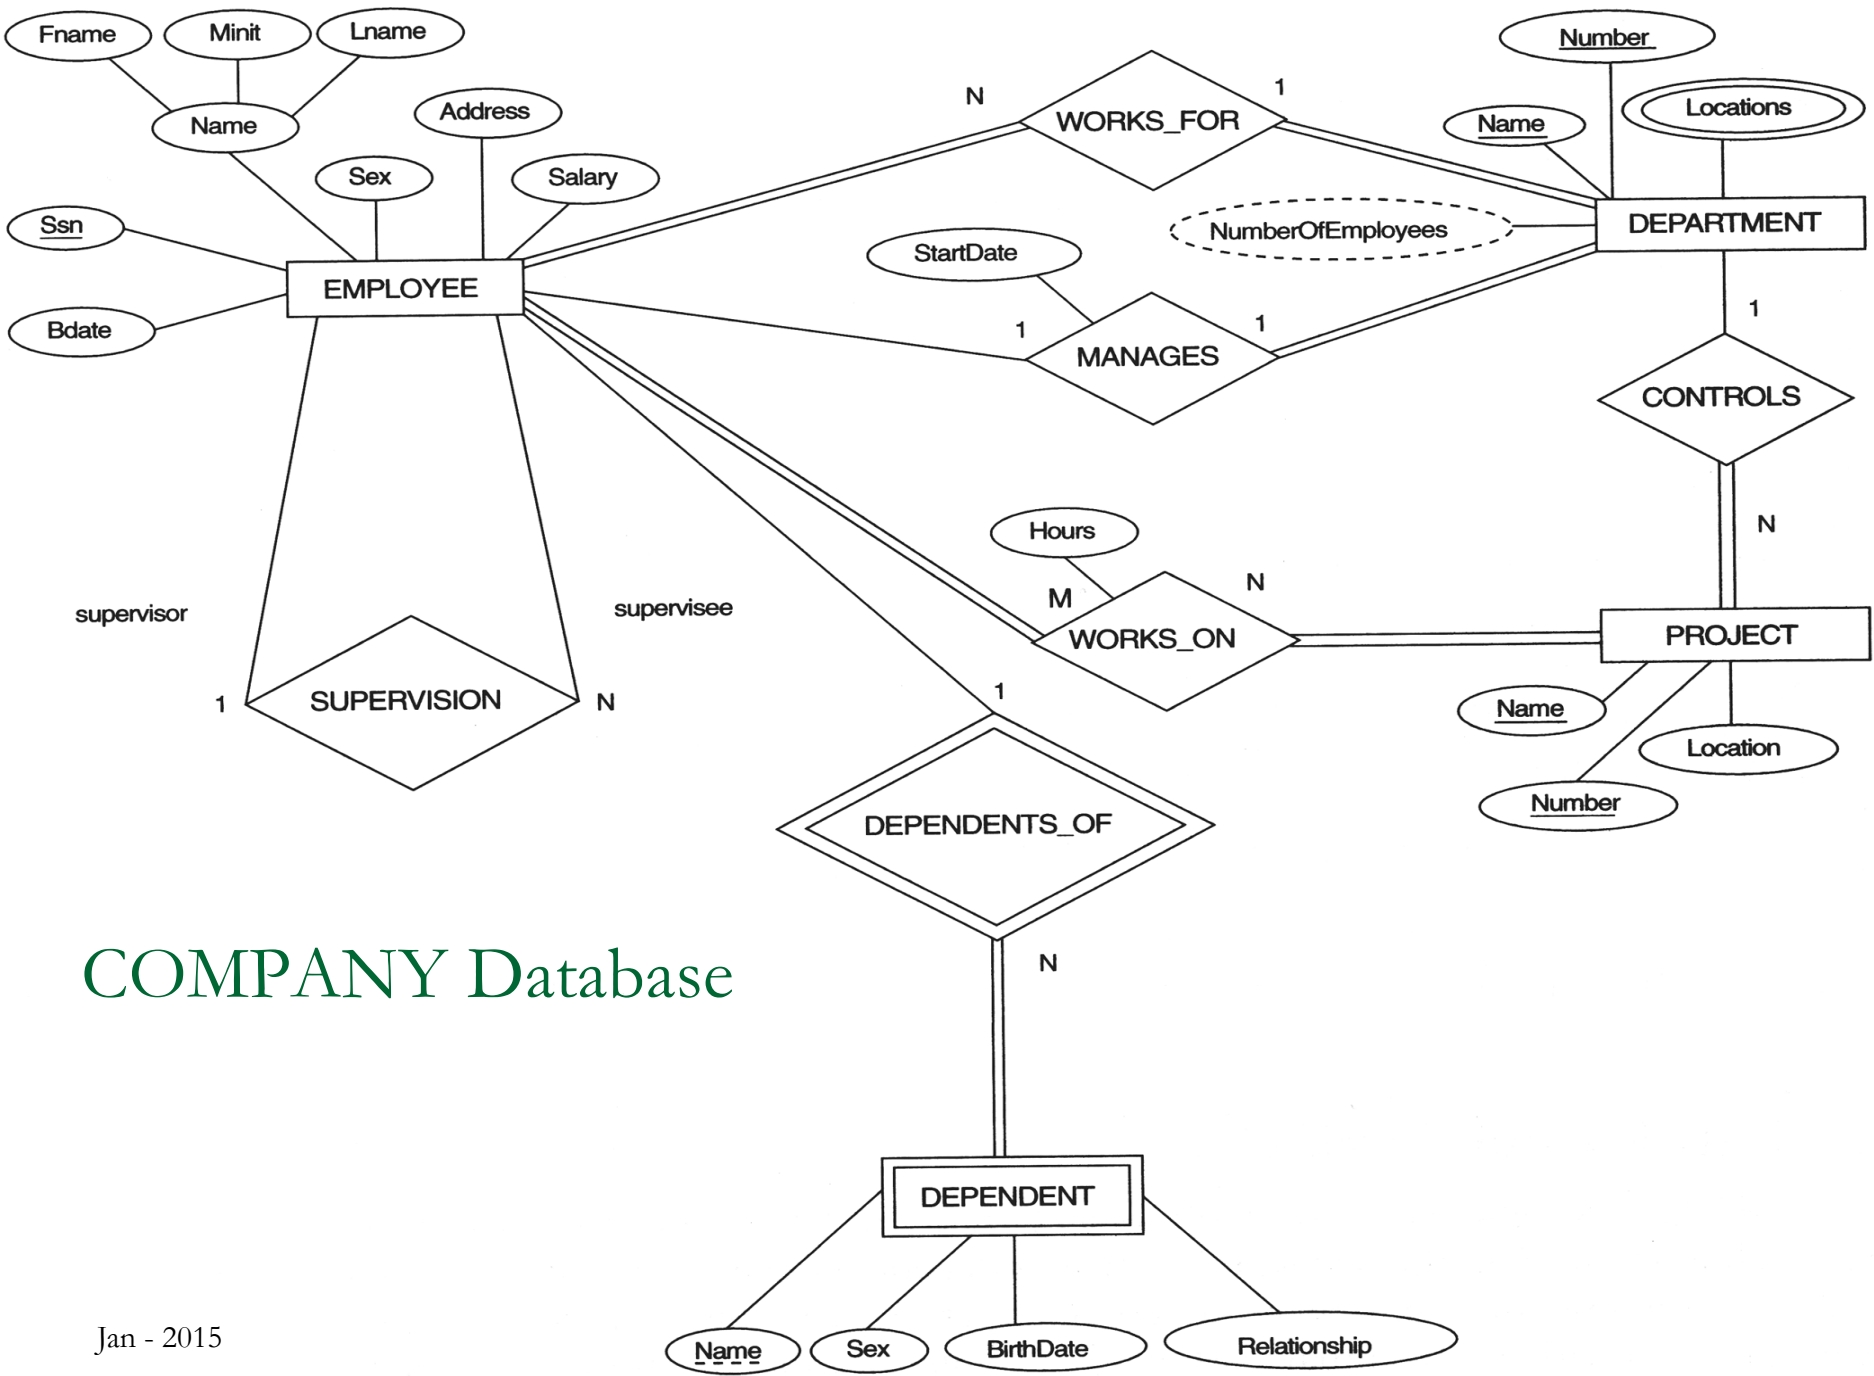 Fname
Minit
Lname
Number
Name
Address
N
WORKS_FOR
1
Name
Locations
Sex
Salary
Ssn
NumberOfEmployees
DEPARTMENT
StartDate
EMPLOYEE
Bdate
1
MANAGES
1
1
CONTROLS
Hours
N
M
N
supervisor
supervisee
WORKS_ON
PROJECT
1
SUPERVISION
N
1
Name
Location
Number
DEPENDENTS_OF
N
COMPANY Database
DEPENDENT
Jan - 2015
Name
Sex
BirthDate
Relationship